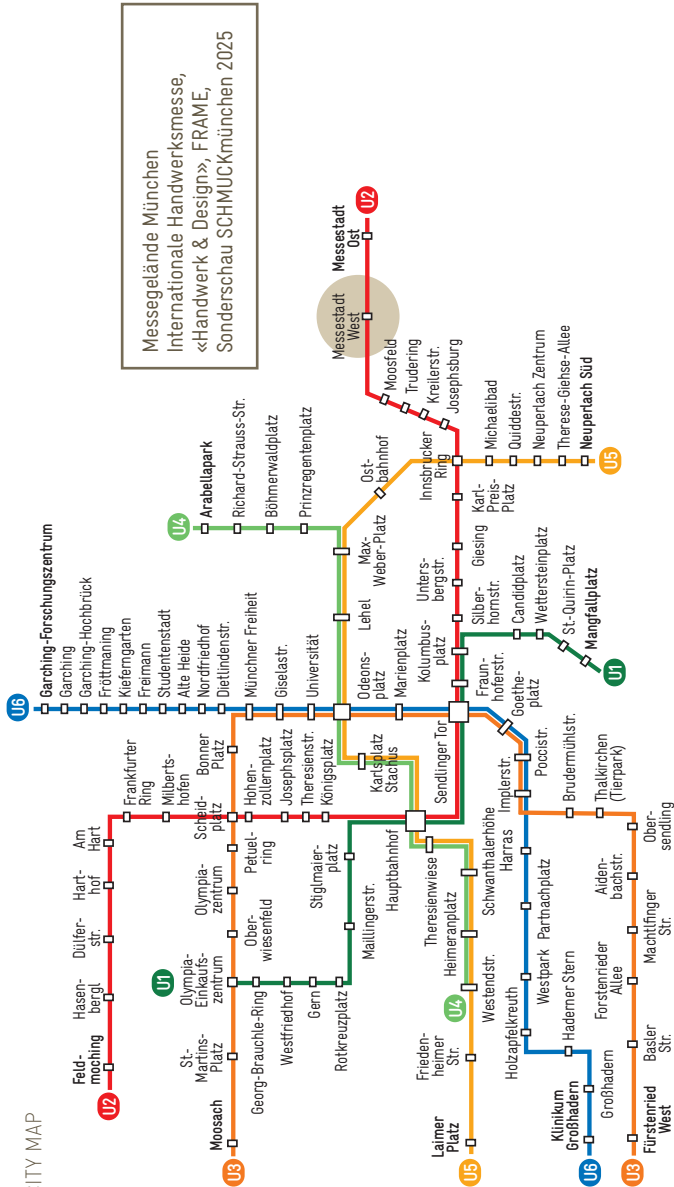 CITY MAP
Messegelände München
Internationale Handwerksmesse,
«Handwerk & Design», FRAME,
Sonderschau SCHMUCKmünchen 2025
U6
Garching-Forschungszentrum
Garching
Garching-Hochbrück
Fröttmaning
Kieferngarten
Freimann
Studentenstadt
Alte Heide
Nordfriedhof
Dietlindenstr.
Münchner Freiheit
Giselastr.
Universität
Odeons-
platz
Marienplatz
Sendlinger Tor
U4
Arabellapark
Richard-Strauss-Str.
Böhmerwaldplatz
Prinzregentenplatz
Max-
Weber-Platz
Lehel
Ost-
bahnhof
Innsbrucker
Ring
Messestadt
West
Messestadt
Ost
U2
Moosfeld
Trudering
Kreilerstr.
Josephsburg
Michaelibad
Quiddestr.
Neuperlach Zentrum
Therese-Giehse-Allee
Neuperlach Süd
U5
Karl-
Preis-
Platz
Giesing
Unters-
bergstr.
Silber-
hornstr.
Kolumbus-
platz
Candidplatz
Wettersteinplatz
St-Quirin-Platz
Mangfallplatz
U1
Fraun-
hoferstr.
Goethe-
platz
Poccistr.
Implerstr.
Brudermühlstr.
Thalkirchen
(Tierpark)
Ober-
sendling
Aiden-
bachstr.
Machtlfinger
Str.
Forstenrieder
Allee
Basler
Str.
Fürstenried
West
U3
Harras
Partnachplatz
Westpark
Holzapfelkreuth
Haderner Stern
Großhadern
Klinikum
Großhadern
U6
U2
Feld-
moching
Hasen-
bergl
Dülfer-
str.
Hart-
hof
Am
Hart
Frankfurter
Ring
Milberts-
hofen
Scheid-
platz
Bonner
Platz
Hohen-
zollernplatz
Josephsplatz
Theresienstr.
Königsplatz
Karlsplatz
Stachus
Hauptbahnhof
Petuel-
ring
Olympia-
zentrum
Ober-
wiesenfeld
U1
Olympia-
Einkaufs-
zentrum
St.-
Martins-
Platz
Moosach
U3
Georg-Brauchle-Ring
Westfriedhof
Gern
Rotkreuzplatz
Maillingerstr.
Stiglmaier-
platz
Theresienwiese
Schwanthalerhöhe
Heimeranplatz
U4
Westendstr.
Frieden-
heimer
Str.
Laimer
Platz
U5